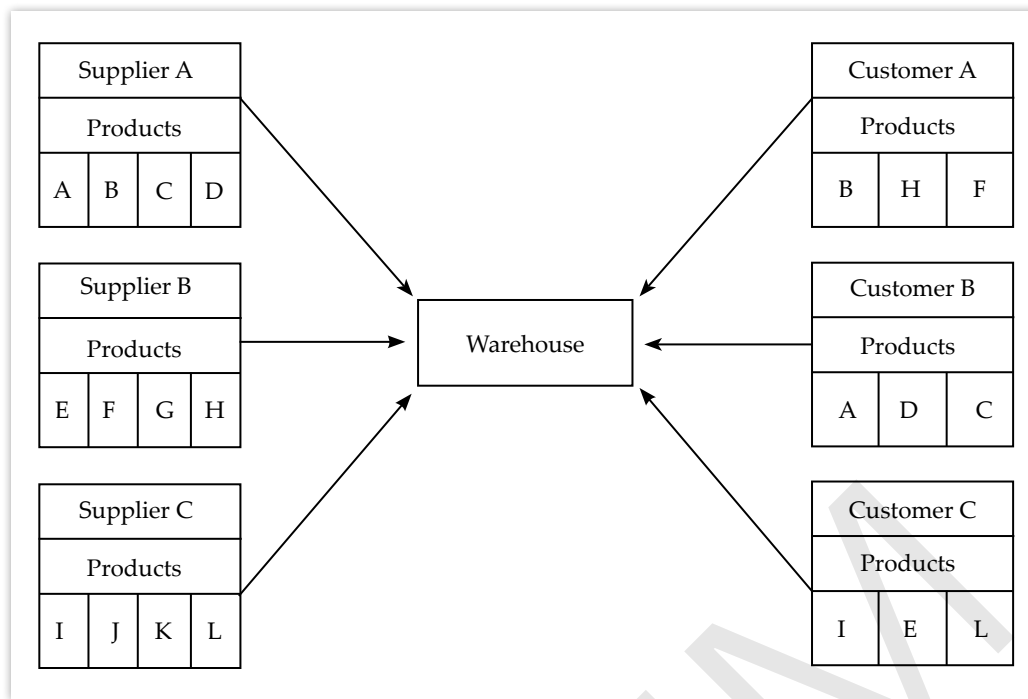 Supplier A
Products
A B C D
Supplier B
Products
E F G H
Supplier C
Products
I J K L
Warehouse
Customer A
Products
B H F
Customer B
Products
A D C
Customer C
Products
I E L